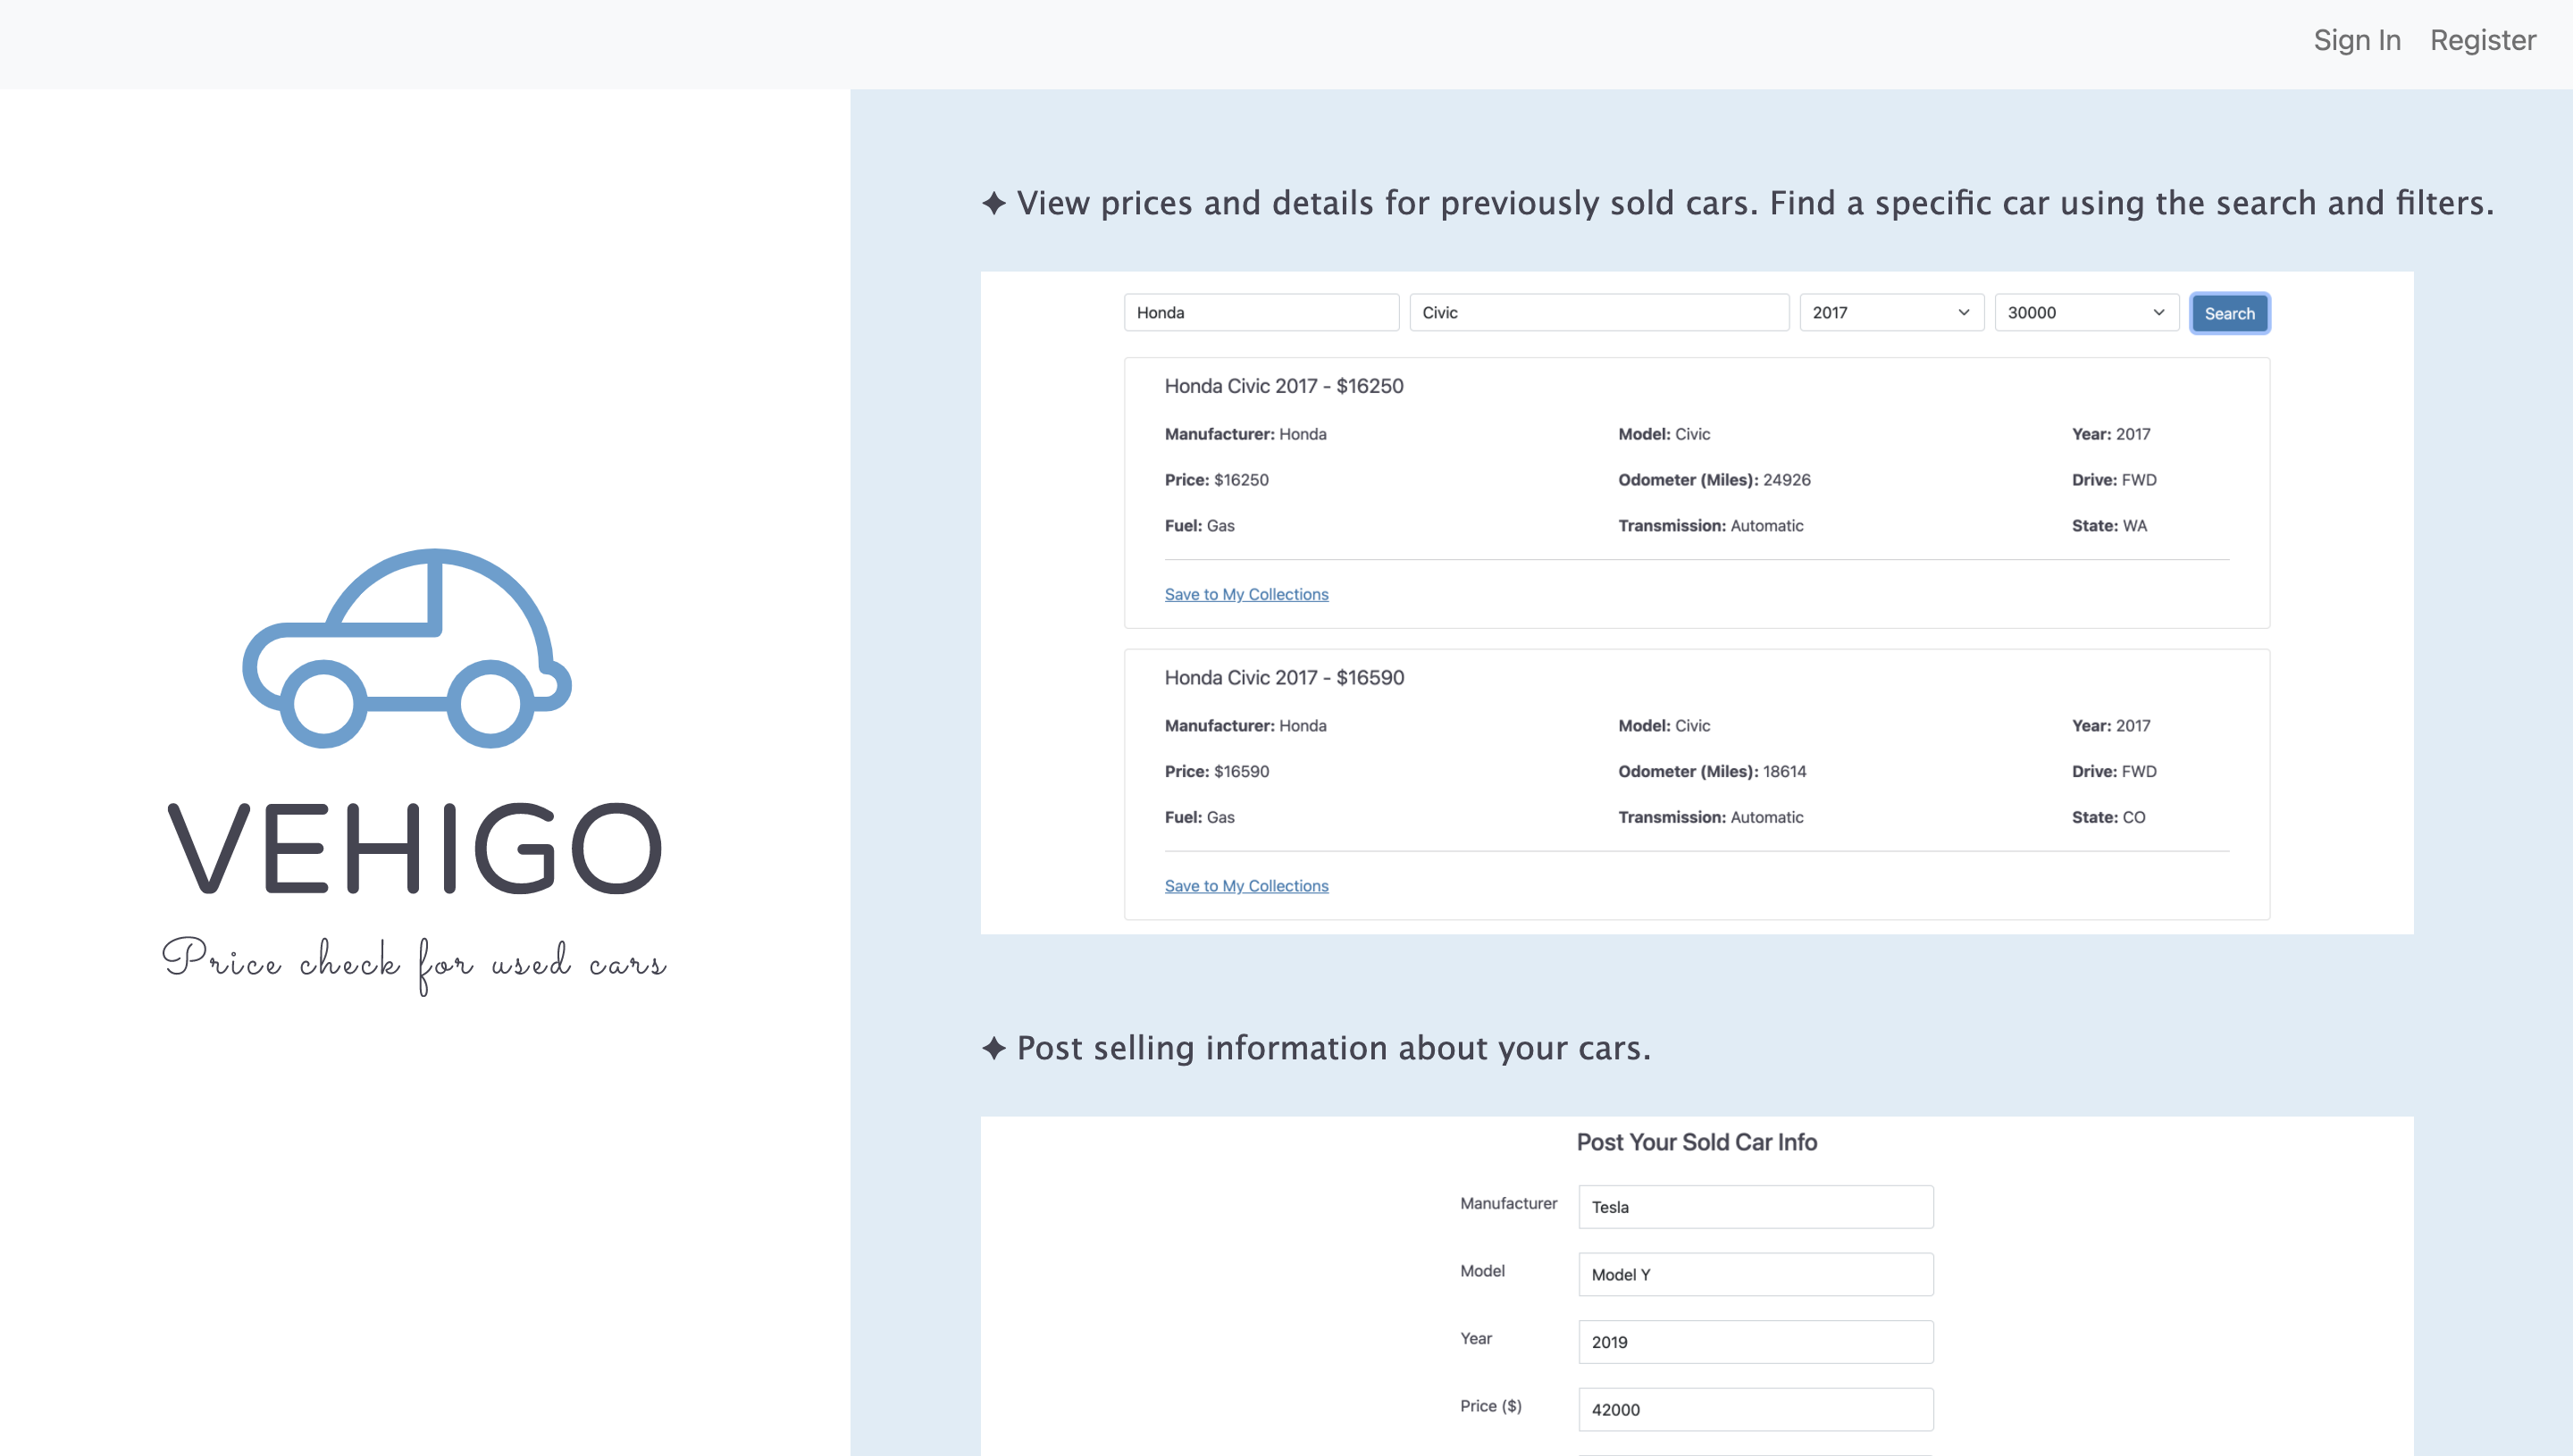 Sign In Register
VEHIGO
Price check for used cars
✦ View prices and details for previously sold cars. Find a specific car using the search and filters.
Honda Civic 2017 30000 Search
Honda Civic 2017 - $16250
Manufacturer: Honda Model: Civic Year: 2017
Price: $16250 Odometer (Miles): 24926 Drive: FWD
Fuel: Gas Transmission: Automatic State: WA
Save to My Collections
Honda Civic 2017 - $16590
Manufacturer: Honda Model: Civic Year: 2017
Price: $16590 Odometer (Miles): 18614 Drive: FWD
Fuel: Gas Transmission: Automatic State: CO
Save to My Collections
✦ Post selling information about your cars.
Post Your Sold Car Info
Manufacturer Tesla
Model Model Y
Year 2019
Price ($) 42000